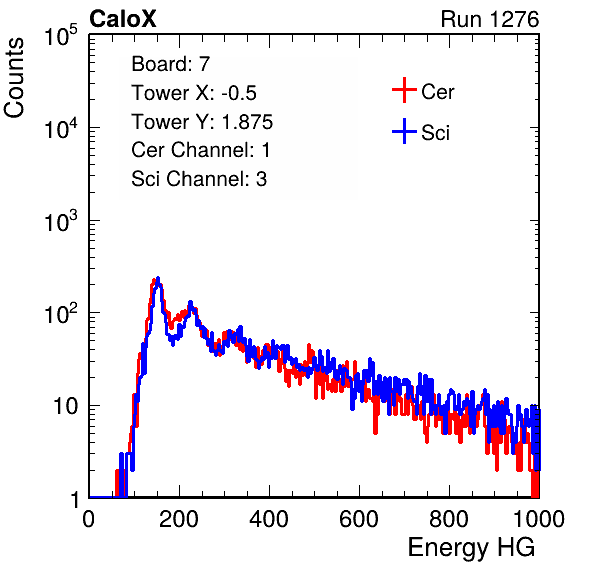 CaloX Run 1276
Counts
10^5
10^4
10^3
10^2
10
1
Board: 7
Tower X: -0.5
Tower Y: 1.875
Cer Channel: 1
Sci Channel: 3
Cer
Sci
0 200 400 600 800 1000
Energy HG